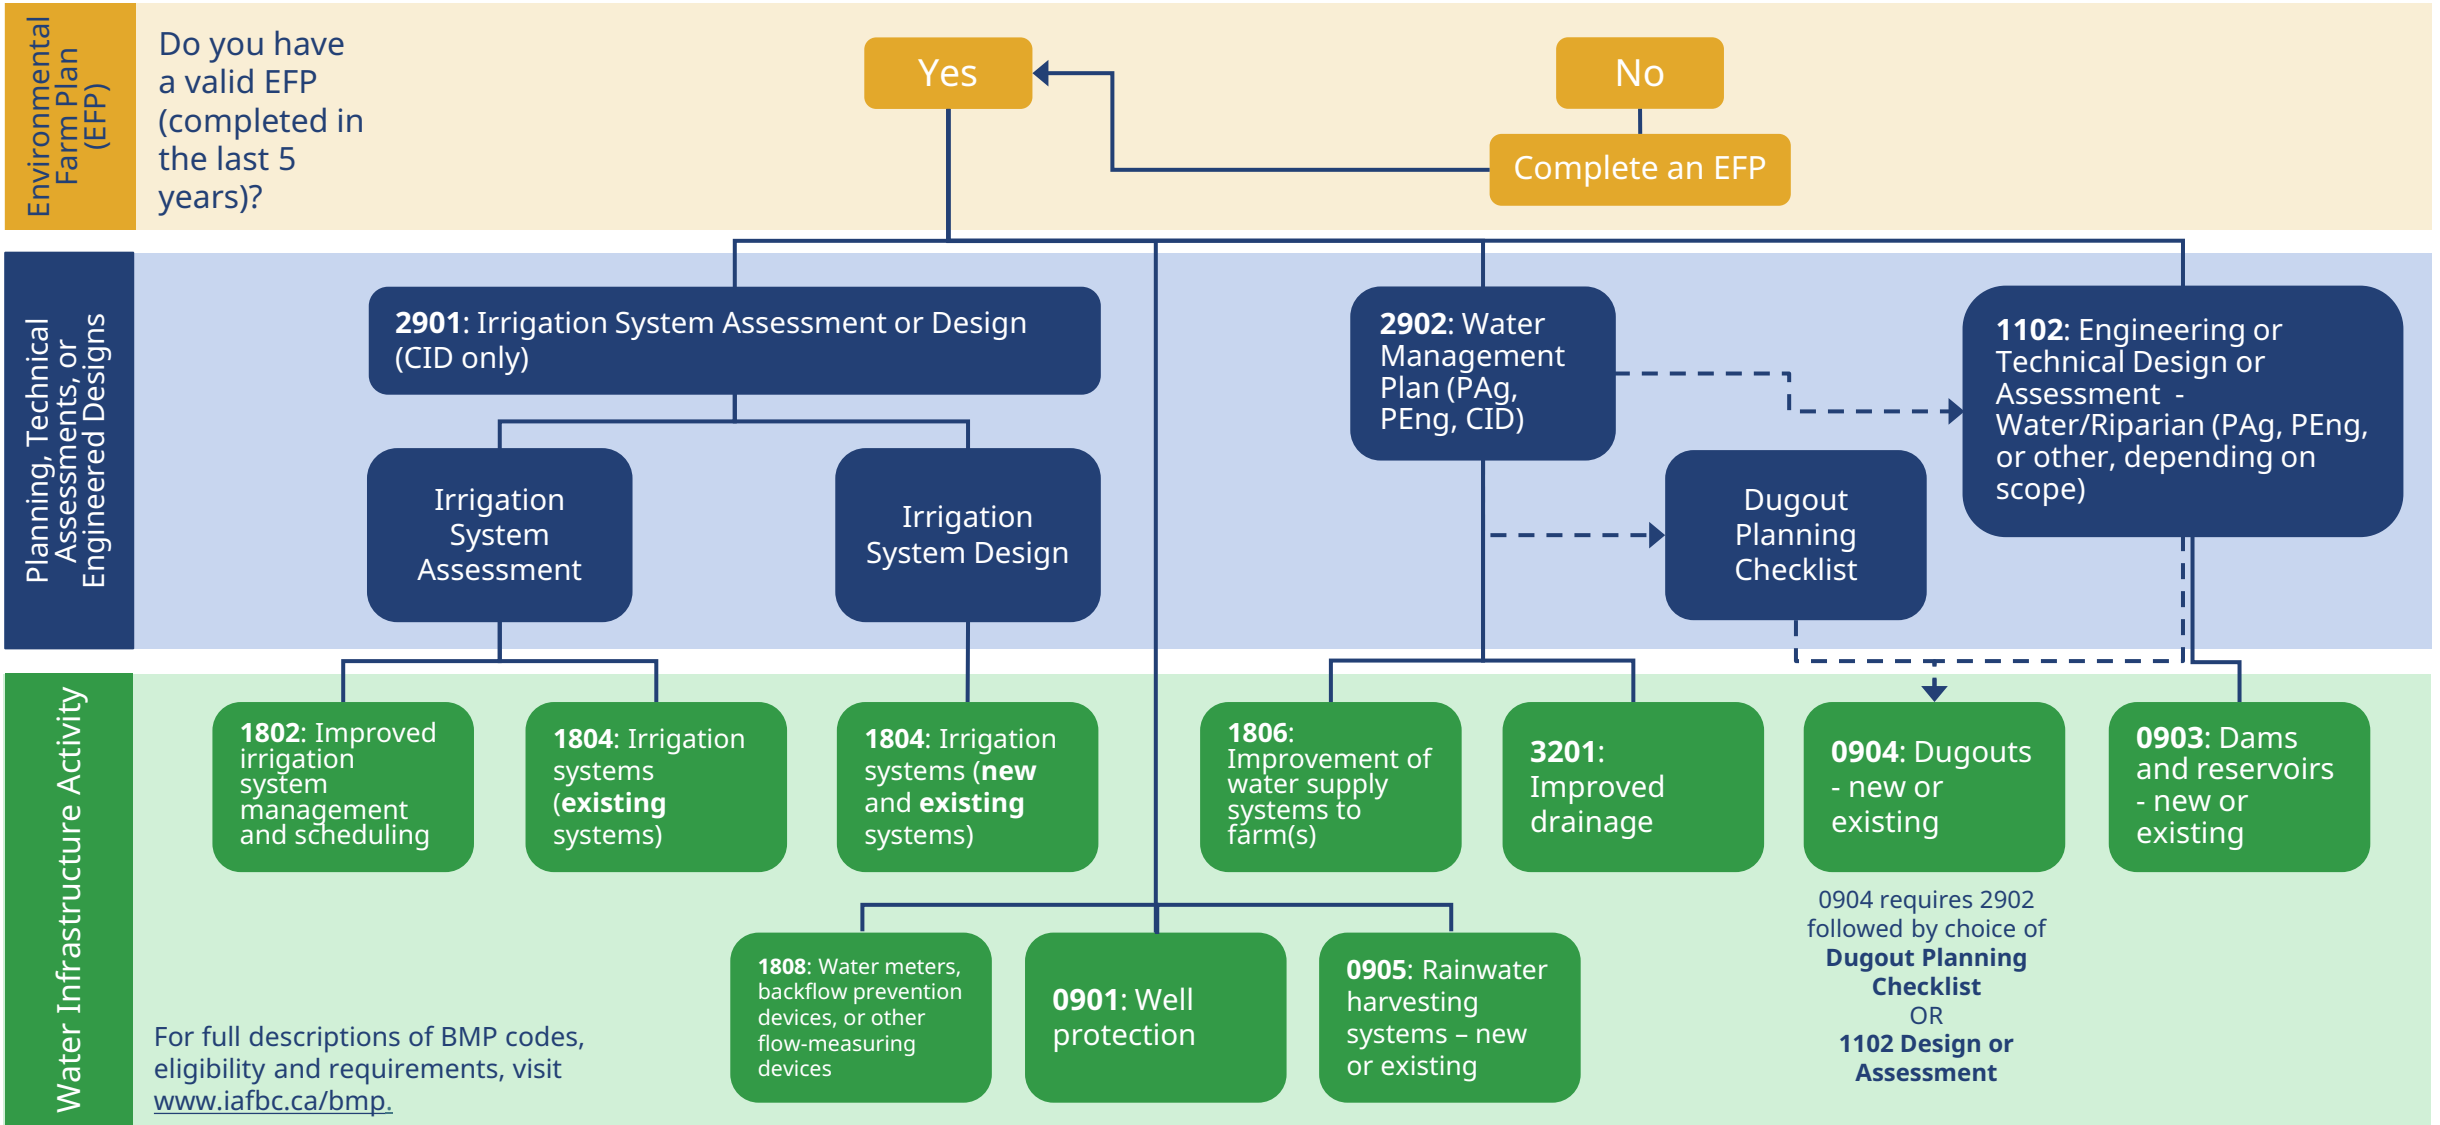 Environmental
Farm Plan
(EFP)
Do you have
a valid EFP
(completed in
the last 5
years)?
Yes
No
Complete an EFP
Planning, Technical
Assessments, or
Engineered Designs
2901: Irrigation System Assessment or Design
(CID only)
2902: Water
Management
Plan (PAg,
PEng, CID)
1102: Engineering or
Technical Design or
Assessment -
Water/Riparian (PAg, PEng,
or other, depending on
scope)
Irrigation
System
Assessment
Irrigation
System Design
Dugout
Planning
Checklist
Water Infrastructure Activity
1802: Improved
irrigation
system
management
and scheduling
1804: Irrigation
systems
(existing
systems)
1804: Irrigation
systems (new
and existing
systems)
1806:
Improvement of
water supply
systems to
farm(s)
3201:
Improved
drainage
0904: Dugouts
- new or
existing
0903: Dams
and reservoirs
- new or
existing
0904 requires 2902
followed by choice of
Dugout Planning
Checklist
OR
1102 Design or
Assessment
1808: Water meters,
backflow prevention
devices, or other
flow-measuring
devices
0901: Well
protection
0905: Rainwater
harvesting
systems – new
or existing
For full descriptions of BMP codes,
eligibility and requirements, visit
www.iafbc.ca/bmp.